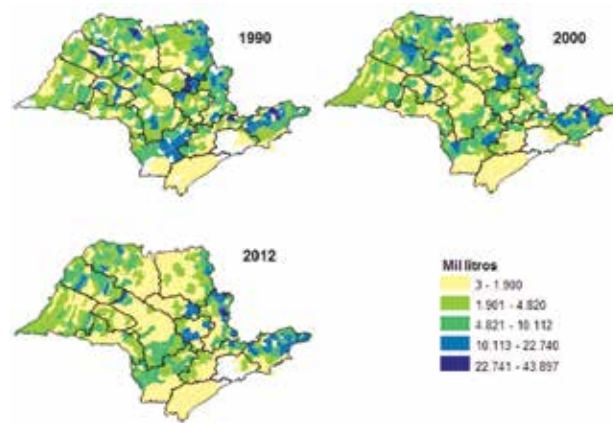 1990
2000
2012
Mil litros
3 - 1.900
1.901 - 4.820
4.821 - 10.112
10.113 - 22.740
22.741 - 43.897